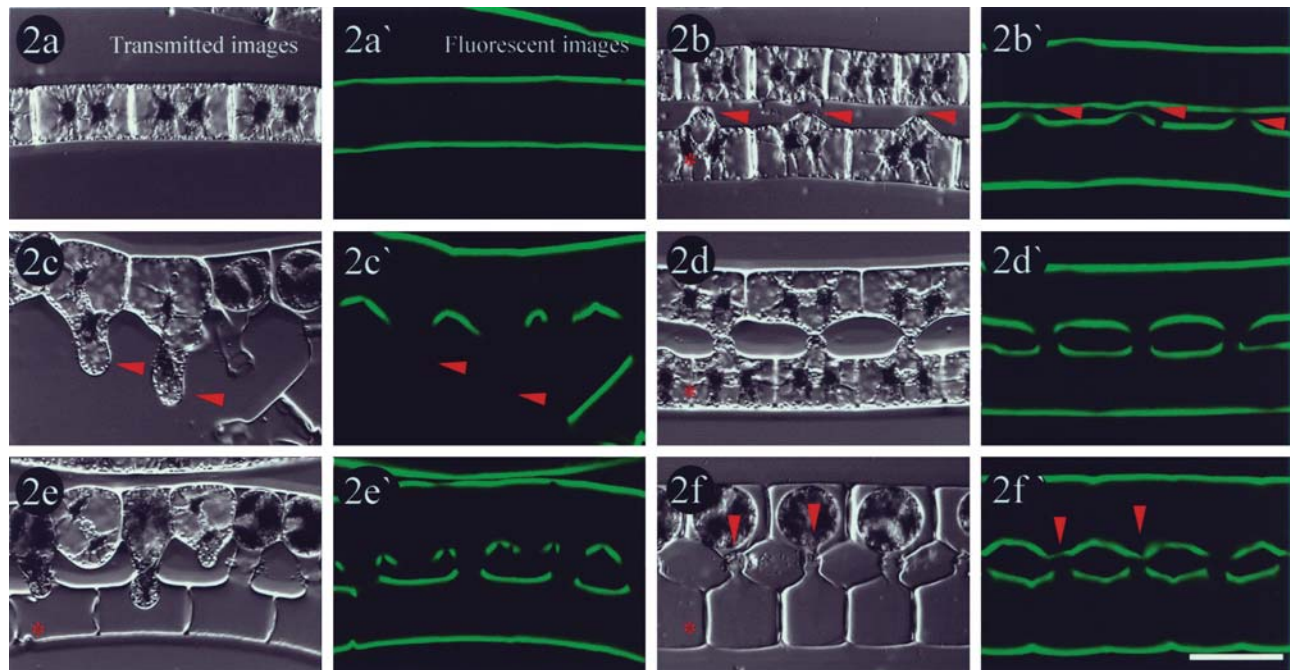 2a
Transmitted images
2a`
Fluorescent images
2b
2b`
2c
2c`
2d
2d`
2e
2e`
2f
2f`